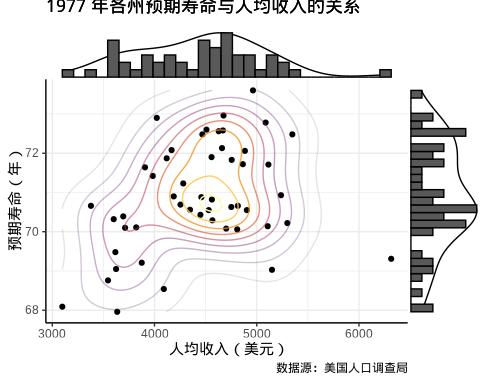 1977 年各州预期寿命与人均收入的关系
预期寿命（年）
72
70
68
3000 4000 5000 6000
人均收入（美元）
数据源：美国人口调查局